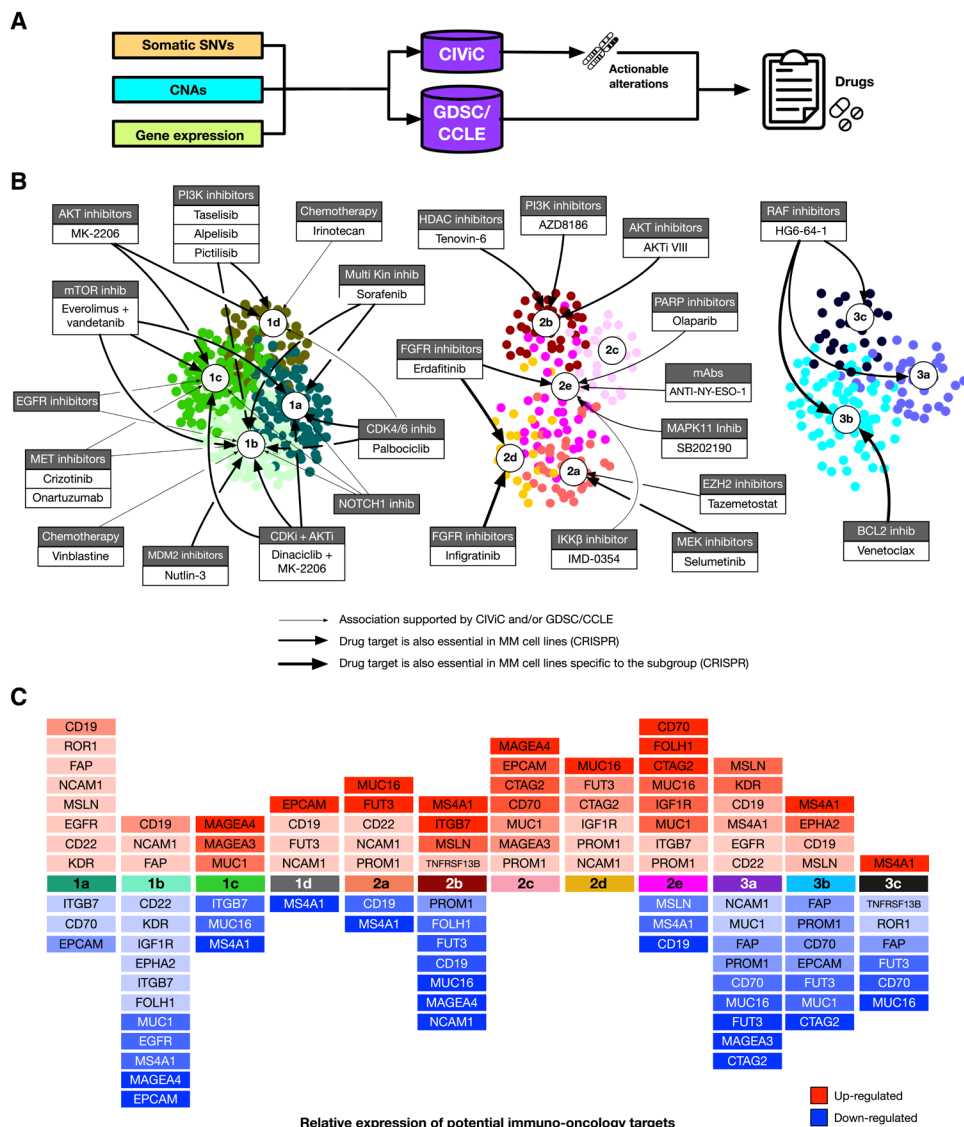 A
Somatic SNVs
CNAs
Gene expression
CIViC
GDSC/
CCLE
Actionable
alterations
Drugs
B
AKT inhibitors
MK-2206
PI3K inhibitors
Taselisib
Alpelisib
Pictilisib
Chemotherapy
Irinotecan
mTOR inhib
Everolimus +
vandetanib
Multi Kin inhib
Sorafenib
EGFR inhibitors
MET inhibitors
Crizotinib
Onartuzumab
CDK4/6 inhib
Palbociclib
NOTCH1 inhib
Chemotherapy
Vinblastine
MDM2 inhibitors
Nutlin-3
CDKi + AKTi
Dinaciclib +
MK-2206
1d
1c
1a
1b
HDAC inhibitors
Tenovin-6
PI3K inhibitors
AZD8186
AKT inhibitors
AKTi VIII
PARP inhibitors
Olaparib
FGFR inhibitors
Erdafitinib
mAbs
ANTI-NY-ESO-1
MAPK11 Inhib
SB202190
EZH2 inhibitors
Tazemetostat
FGFR inhibitors
Infigratinib
IKKβ inhibitor
IMD-0354
MEK inhibitors
Selumetinib
2b
2c
2e
2d
2a
RAF inhibitors
HG6-64-1
3c
3a
3b
BCL2 inhib
Venetoclax
Association supported by CIViC and/or GDSC/CCLE
Drug target is also essential in MM cell lines (CRISPR)
Drug target is also essential in MM cell lines specific to the subgroup (CRISPR)
C
CD19
ROR1
FAP
NCAM1
MSLN
EGFR
CD22
KDR
1a
ITGB7
CD70
EPCAM
CD19
NCAM1
FAP
1b
CD22
KDR
IGF1R
EPHA2
ITGB7
FOLH1
MUC1
EGFR
MS4A1
MAGEA4
EPCAM
MAGEA4
MAGEA3
MUC1
1c
ITGB7
MUC16
MS4A1
EPCAM
CD19
FUT3
NCAM1
1d
MS4A1
MUC16
FUT3
CD22
NCAM1
PROM1
2a
CD19
MS4A1
MS4A1
ITGB7
MSLN
TNFRSF13B
2b
PROM1
FOLH1
FUT3
CD19
MUC16
MAGEA4
NCAM1
MAGEA4
EPCAM
CTAG2
CD70
MUC1
MAGEA3
PROM1
2c
MUC16
FUT3
CTAG2
IGF1R
PROM1
NCAM1
2d
CD70
FOLH1
CTAG2
MUC16
IGF1R
MUC1
ITGB7
PROM1
2e
MSLN
MS4A1
CD19
MSLN
KDR
CD19
MS4A1
EGFR
CD22
3a
NCAM1
MUC1
FAP
PROM1
CD70
MUC16
FUT3
MAGEA3
CTAG2
MS4A1
EPHA2
CD19
MSLN
3b
FAP
PROM1
CD70
EPCAM
FUT3
MUC1
CTAG2
MS4A1
3c
TNFRSF13B
ROR1
FAP
FUT3
CD70
MUC16
Up-regulated
Down-regulated
Relative expression of potential immuno-oncology targets